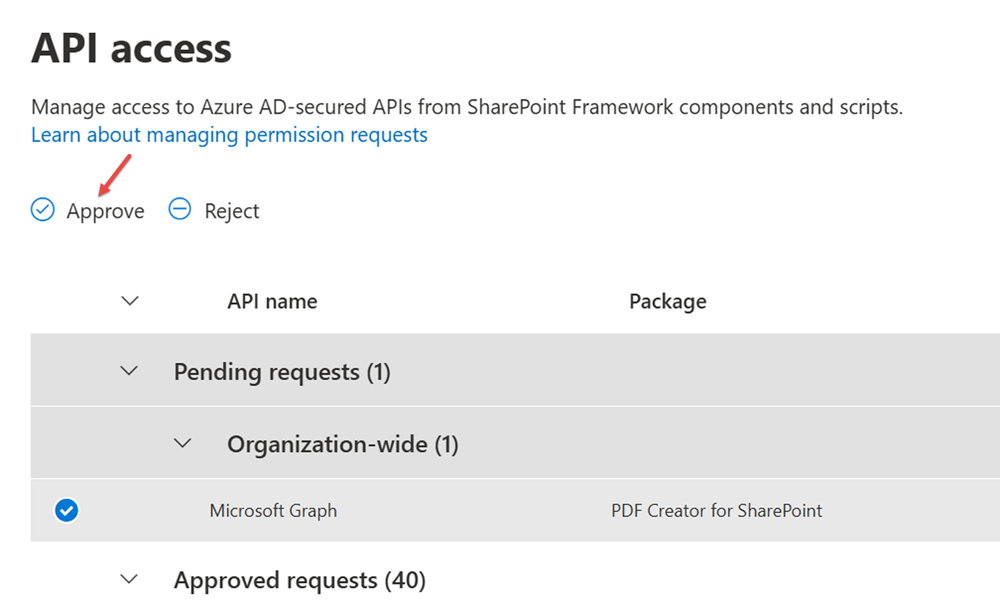 API access
Manage access to Azure AD-secured APIs from SharePoint Framework components and scripts.
Learn about managing permission requests
Approve Reject
API name Package
Pending requests (1)
Organization-wide (1)
Microsoft Graph PDF Creator for SharePoint
Approved requests (40)